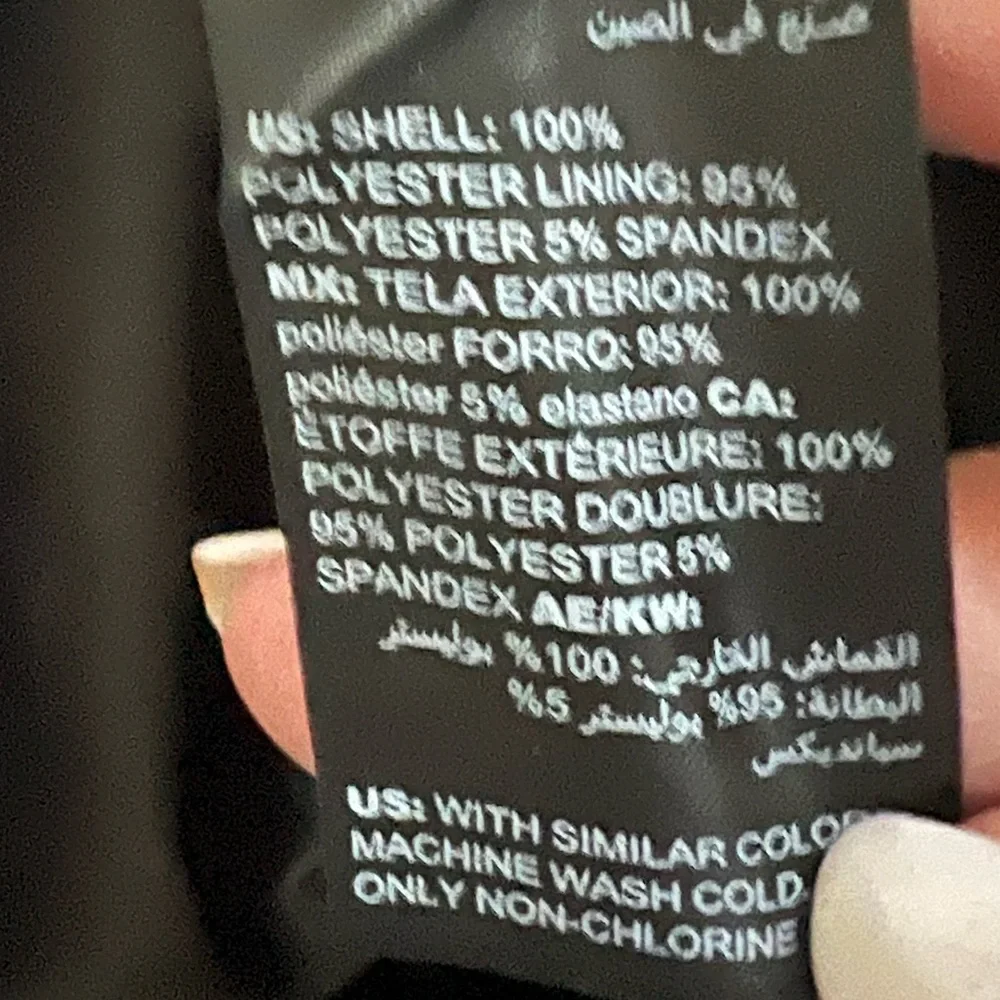 صنع في الصين
US: SHELL: 100%
POLYESTER LINING: 95%
POLYESTER 5% SPANDEX
MX: TELA EXTERIOR: 100%
poliéster FORRO: 95%
poliéster 5% elastano CA:
ÉTOFFE EXTÉRIEURE: 100%
POLYESTER DOUBLURE:
95% POLYESTER 5%
SPANDEX AE/KW:
القماش الخارجي: 100% بوليستر
البطانة: 95% بوليستر 5%
سباندیكس
US: WITH SIMILAR COLOR
MACHINE WASH COLD
ONLY NON-CHLORINE